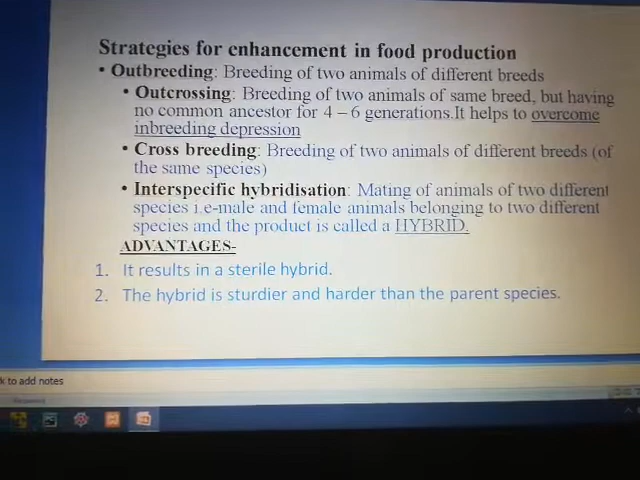 Strategies for enhancement in food production
• Outbreeding: Breeding of two animals of different breeds
• Outcrossing: Breeding of two animals of same breed, but having
no common ancestor for 4 – 6 generations.It helps to overcome
inbreeding depression
• Cross breeding: Breeding of two animals of different breeds (of
the same species)
• Interspecific hybridisation: Mating of animals of two different
species i.e-male and female animals belonging to two different
species and the product is called a HYBRID.
ADVANTAGES-
1. It results in a sterile hybrid.
2. The hybrid is sturdier and harder than the parent species.
k to add notes